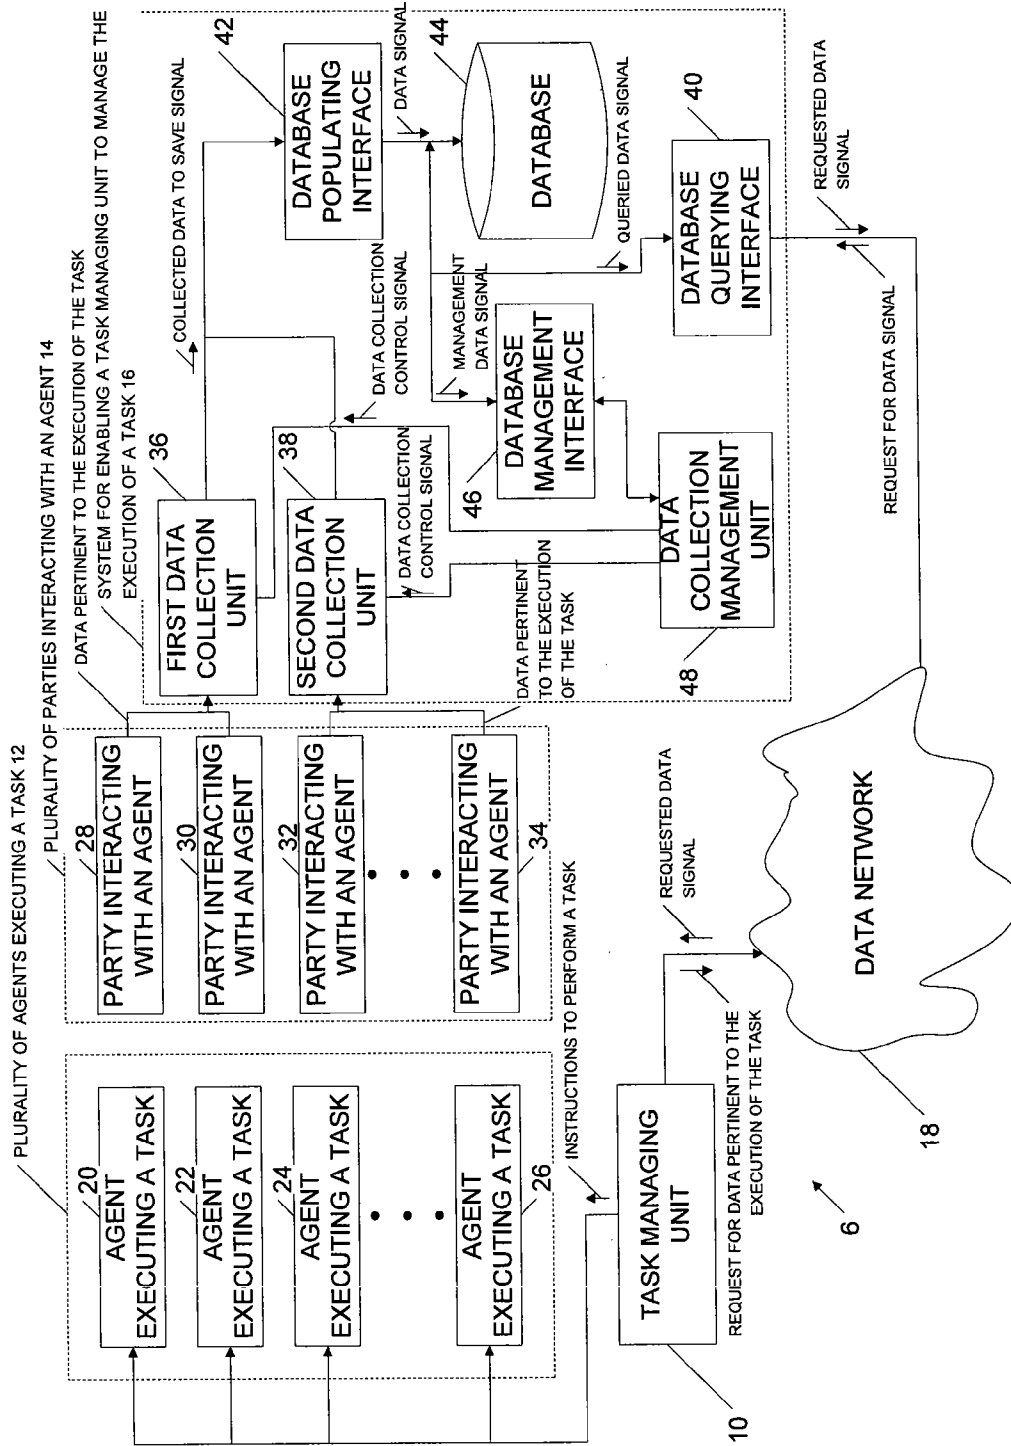 PLURALITY OF AGENTS EXECUTING A TASK 12
PLURALITY OF PARTIES INTERACTING WITH AN AGENT 14
DATA PERTINENT TO THE EXECUTION OF THE TASK
SYSTEM FOR ENABLING A TASK MANAGING UNIT TO MANAGE THE
EXECUTION OF A TASK 16
20
AGENT
EXECUTING A TASK
22
AGENT
EXECUTING A TASK
24
AGENT
EXECUTING A TASK
AGENT
EXECUTING A TASK
26
28
PARTY INTERACTING
WITH AN AGENT
30
PARTY INTERACTING
WITH AN AGENT
32
PARTY INTERACTING
WITH AN AGENT
PARTY INTERACTING
WITH AN AGENT
34
36
FIRST DATA
COLLECTION
UNIT
38
SECOND DATA
COLLECTION
UNIT
COLLECTED DATA TO SAVE SIGNAL
42
DATABASE
POPULATING
INTERFACE
DATA SIGNAL
44
DATABASE
DATA COLLECTION
CONTROL SIGNAL
DATA COLLECTION
CONTROL SIGNAL
MANAGEMENT
DATA SIGNAL
QUERIED DATA SIGNAL
46
DATABASE
MANAGEMENT
INTERFACE
40
DATABASE
QUERYING
INTERFACE
DATA PERTINENT
TO THE EXECUTION
OF THE TASK
48
DATA
COLLECTION
MANAGEMENT
UNIT
REQUESTED DATA
SIGNAL
REQUEST FOR DATA SIGNAL
INSTRUCTIONS TO PERFORM A TASK
TASK MANAGING
UNIT
10
REQUESTED DATA
SIGNAL
REQUEST FOR DATA PERTINENT TO THE
EXECUTION OF THE TASK
DATA NETWORK
18
6